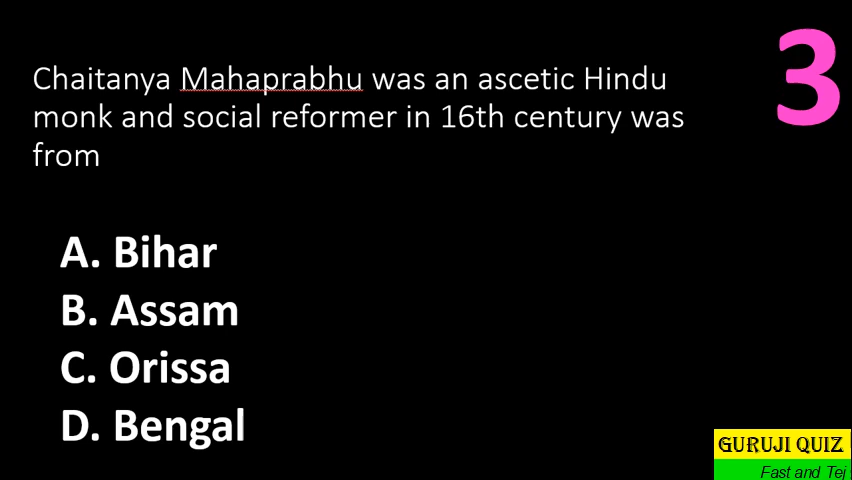 3
Chaitanya Mahaprabhu was an ascetic Hindu
monk and social reformer in 16th century was
from
A. Bihar
B. Assam
C. Orissa
D. Bengal
GURUJI QUIZ
Fast and Tej